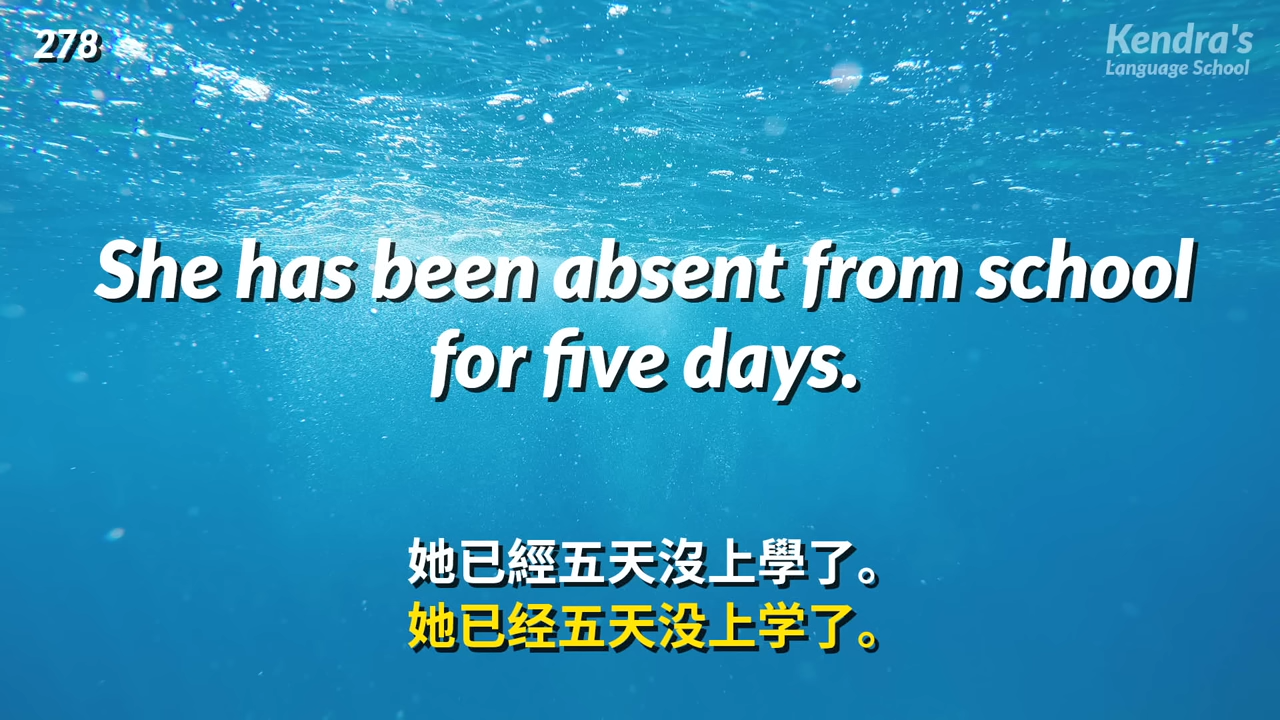 278
Kendra's
Language School
She has been absent from school
for five days.
她已經五天沒上學了。
她已经五天没上学了。